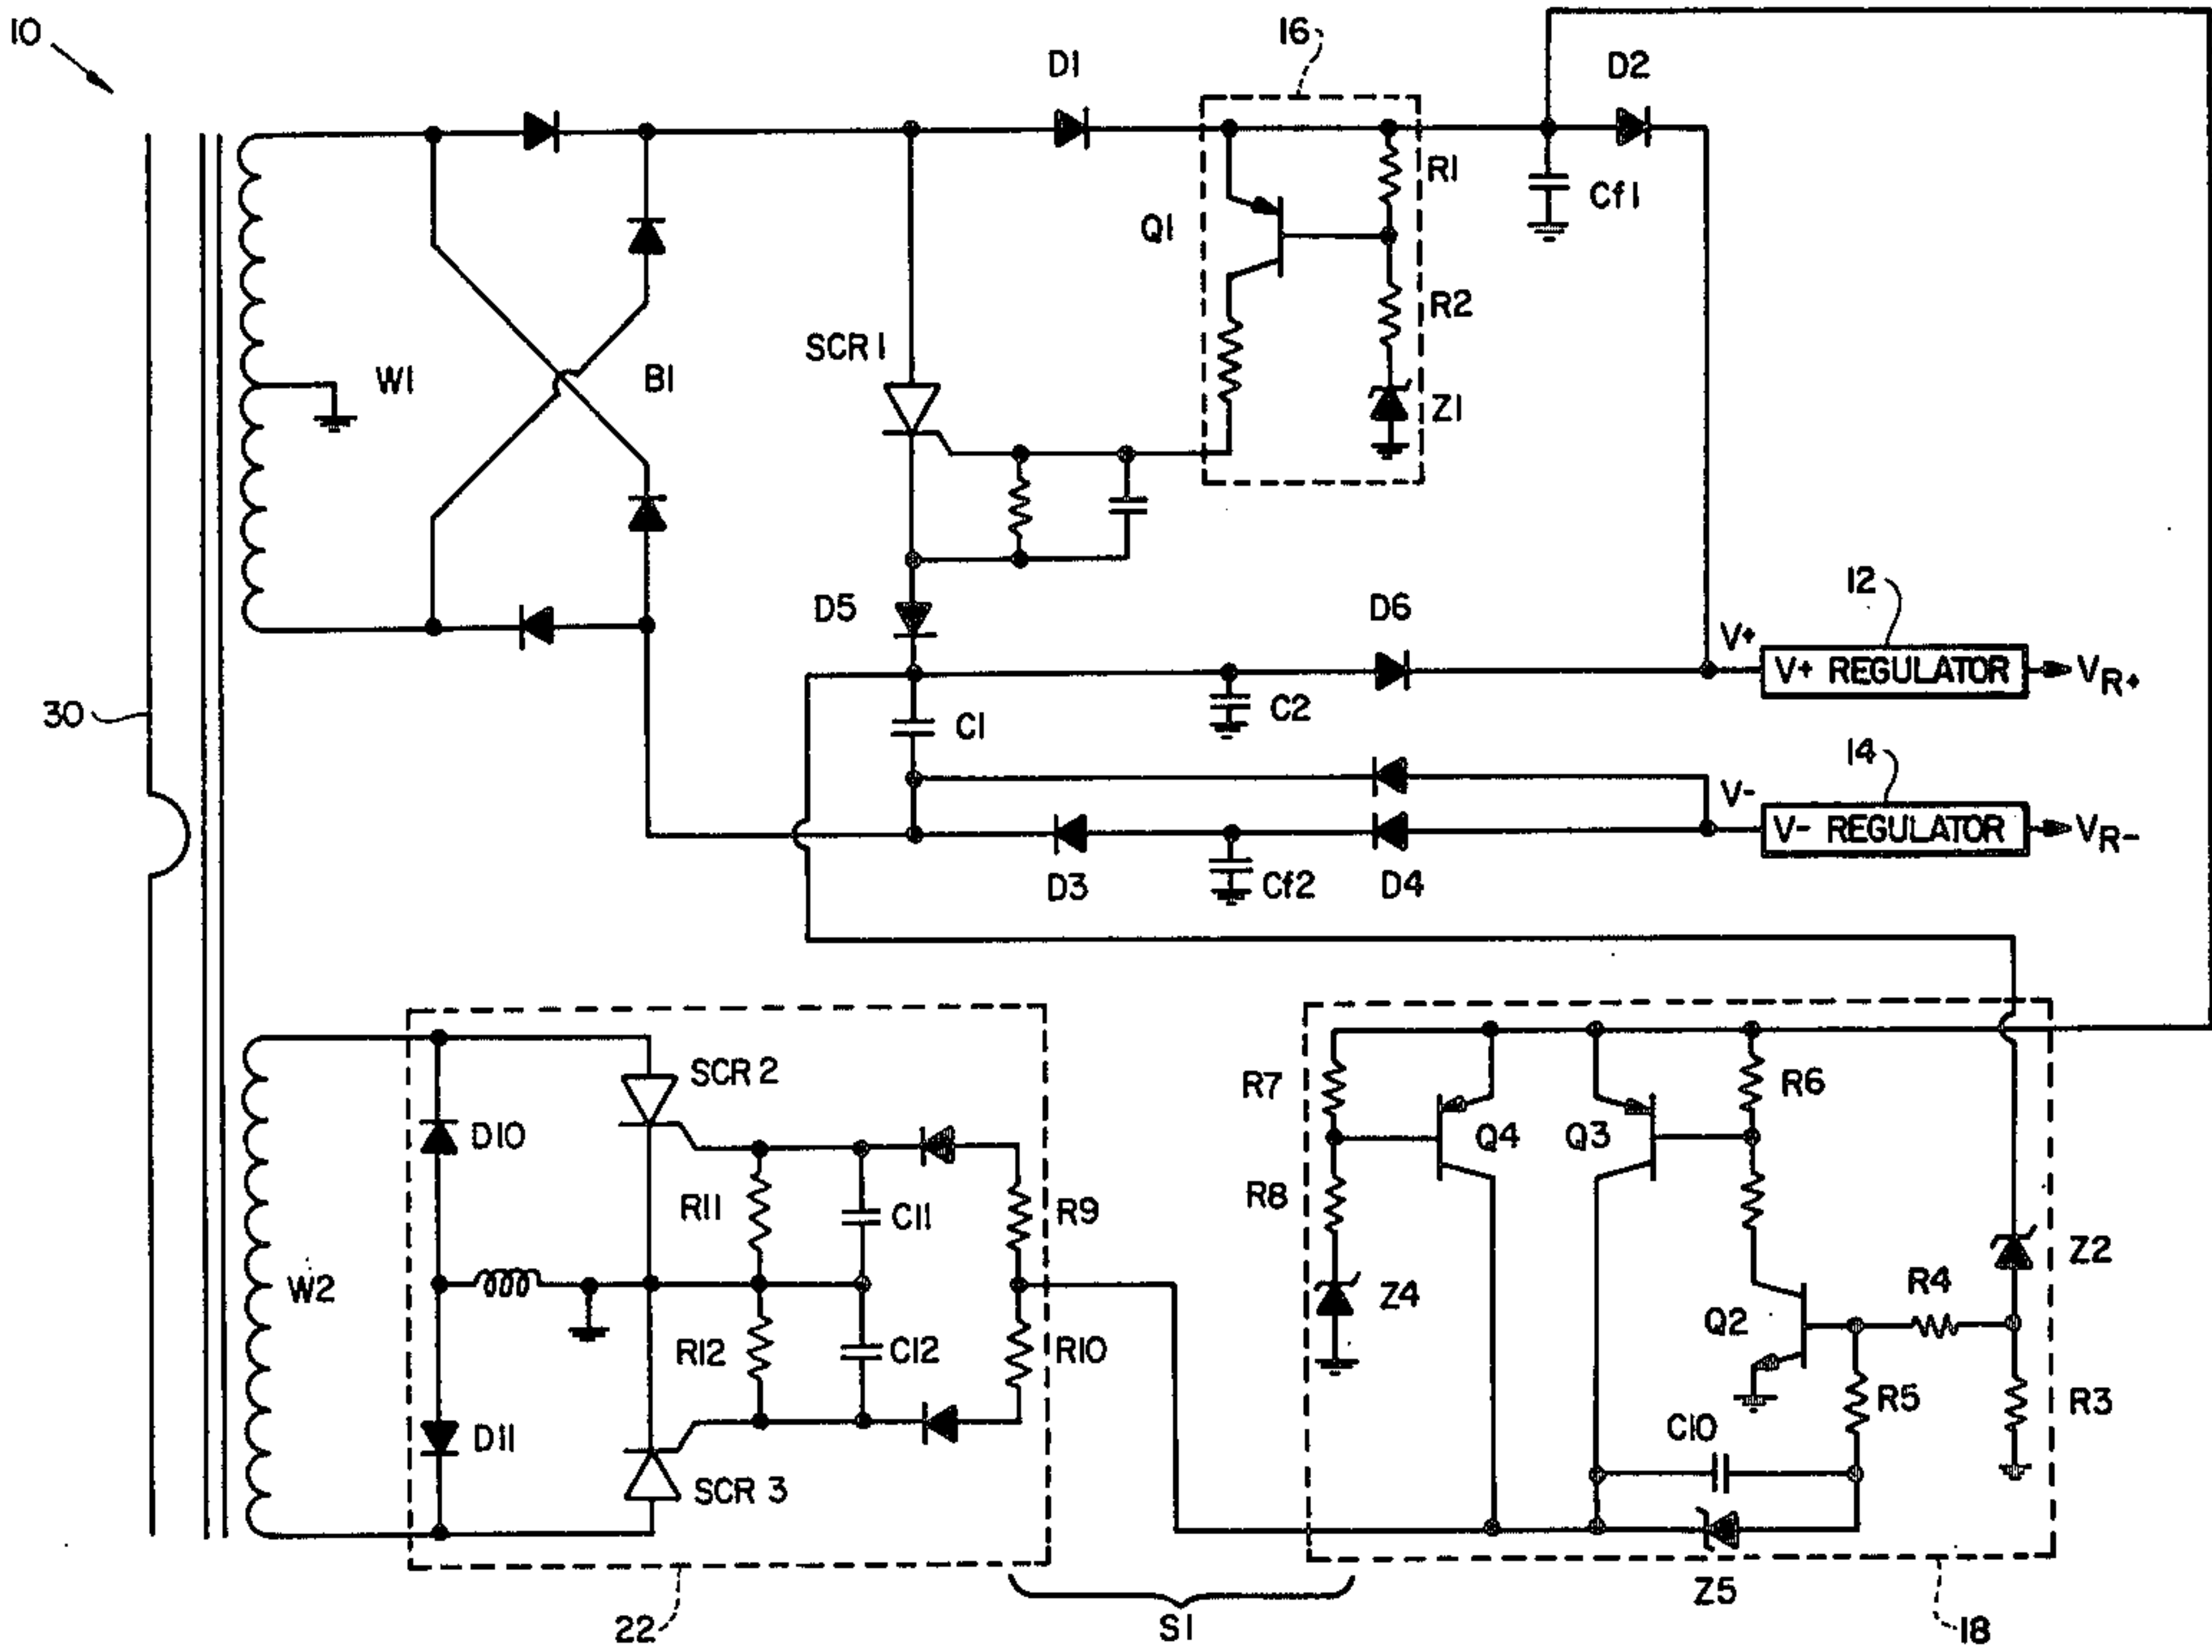 10
16
D1
D2
R1
Cf1
Q1
R2
SCR1
W1
B1
Z1
D5
D6
12
V+
V+ REGULATOR
VR+
30
C1
C2
14
V-
V- REGULATOR
VR-
D3
Cf2
D4
SCR 2
R7
R6
D10
Q4
Q3
R11
C11
R9
R8
Z2
W2
Z4
R4
Q2
R12
C12
R10
R5
R3
D11
C10
SCR 3
Z5
22
S1
18